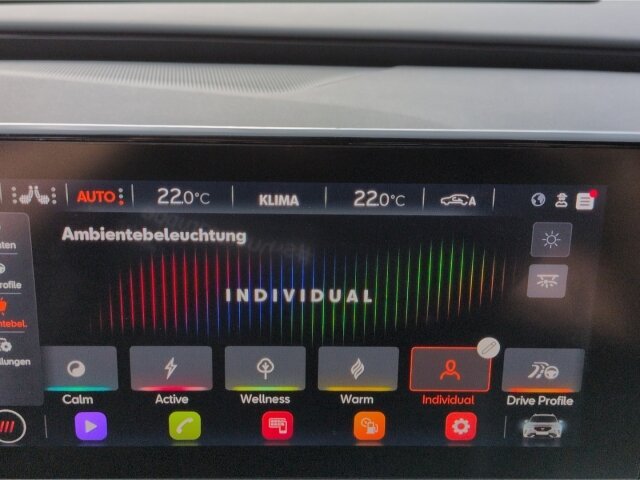 AUTO 22.0°C KLIMA 22.0°C A
Ambientebeleuchtung
INDIVIDUAL
Calm Active Wellness Warm Individual Drive Profile